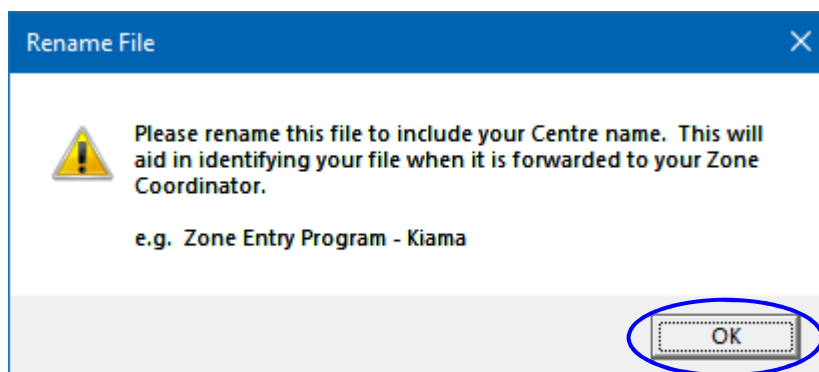 Rename File
Please rename this file to include your Centre name.  This will
aid in identifying your file when it is forwarded to your Zone
Coordinator.
e.g.  Zone Entry Program - Kiama
OK